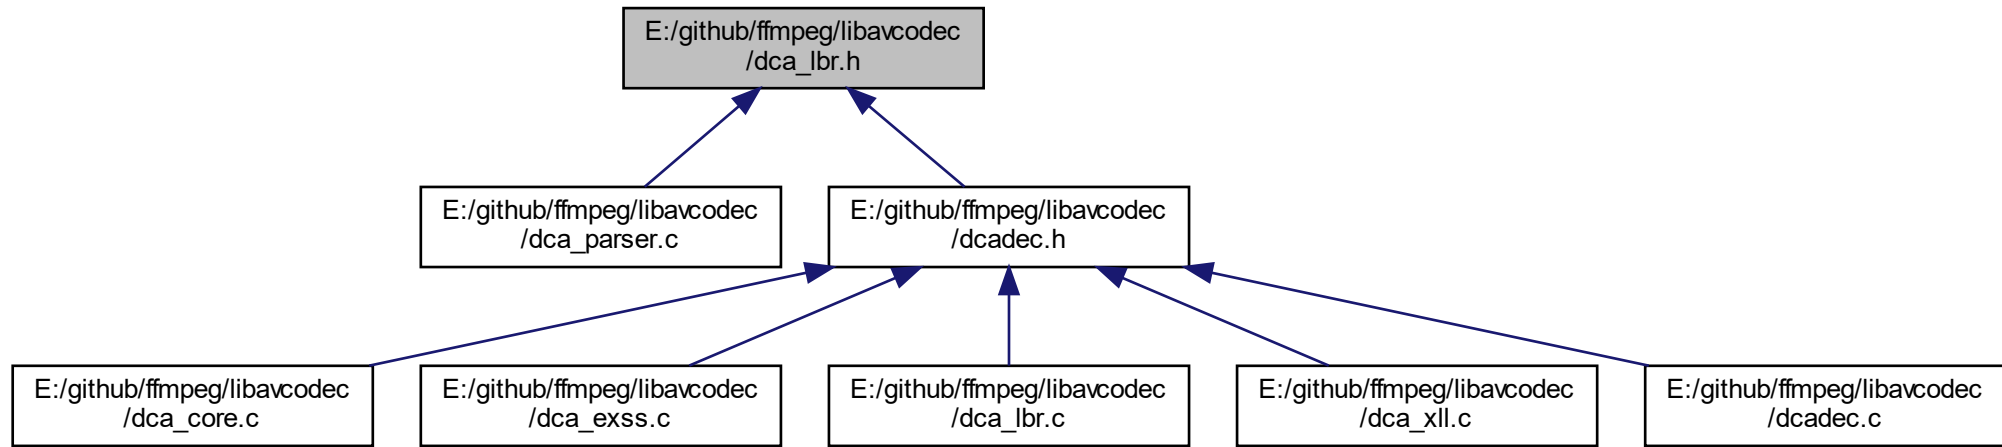 E:/github/ffmpeg/libavcodec
/dca_lbr.h
E:/github/ffmpeg/libavcodec
/dca_parser.c
E:/github/ffmpeg/libavcodec
/dcadec.h
E:/github/ffmpeg/libavcodec
/dca_core.c
E:/github/ffmpeg/libavcodec
/dca_exss.c
E:/github/ffmpeg/libavcodec
/dca_lbr.c
E:/github/ffmpeg/libavcodec
/dca_xll.c
E:/github/ffmpeg/libavcodec
/dcadec.c